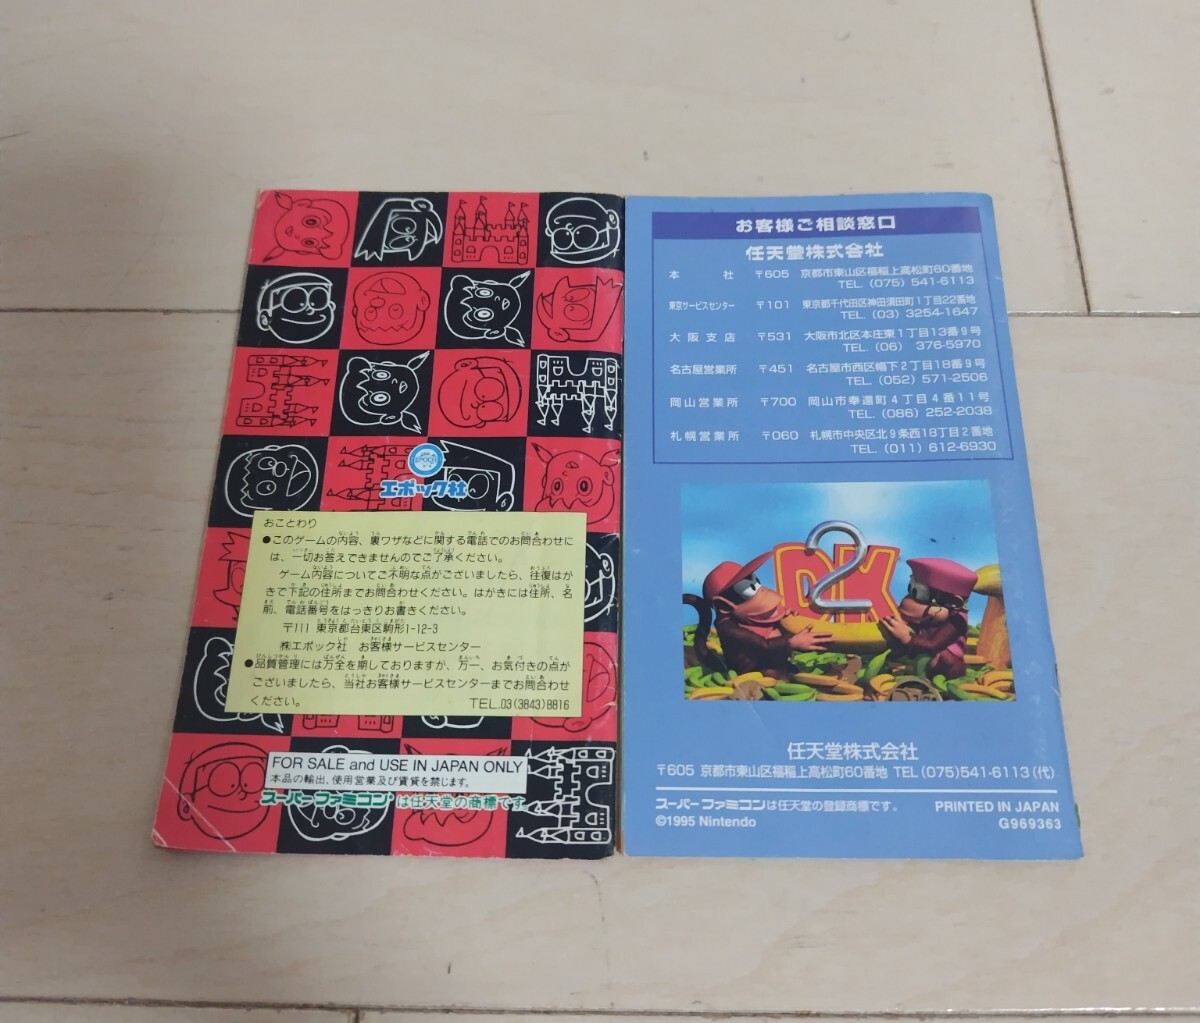 EPOCH
エポック社
おことわり
●このゲームの内容、裏ワザなどに関する電話でのお問合わせに
は、一切お答えできませんのでご了承ください。
ゲーム内容についてご不明な点がございましたら、往復はが
きで下記の住所までお問合わせください。はがきには住所、名
前、電話番号をはっきりお書きください。
〒111 東京都台東区駒形1-12-3
㈱エポック社 お客様サービスセンター
●品質管理には万全を期しておりますが、万一、お気付きの点が
ございましたら、当社お客様サービスセンターまでお問合わせ
ください。 TEL.03(3843)8816
FOR SALE and USE IN JAPAN ONLY
本品の輸出、使用営業及び賃貸を禁じます。
スーパーファミコンは任天堂の商標です
お客様ご相談窓口
任天堂株式会社
本社 〒605 京都市東山区福稲上高松町60番地
TEL. (075) 541-6113
東京サービスセンター 〒101 東京都千代田区神田須田町1丁目22番地
TEL. (03) 3254-1647
大阪支店 〒531 大阪市北区本庄東1丁目13番9号
TEL. (06) 376-5970
名古屋営業所 〒451 名古屋市西区幅下2丁目18番9号
TEL. (052) 571-2506
岡山営業所 〒700 岡山市奉還町4丁目4番11号
TEL. (086) 252-2038
札幌営業所 〒060 札幌市中央区北9条西18丁目2番地
TEL. (011) 612-6930
DK
2
任天堂株式会社
〒605 京都市東山区福稲上高松町60番地 TEL (075)541-6113(代)
スーパーファミコンは任天堂の登録商標です。 PRINTED IN JAPAN
©1995 Nintendo G969363